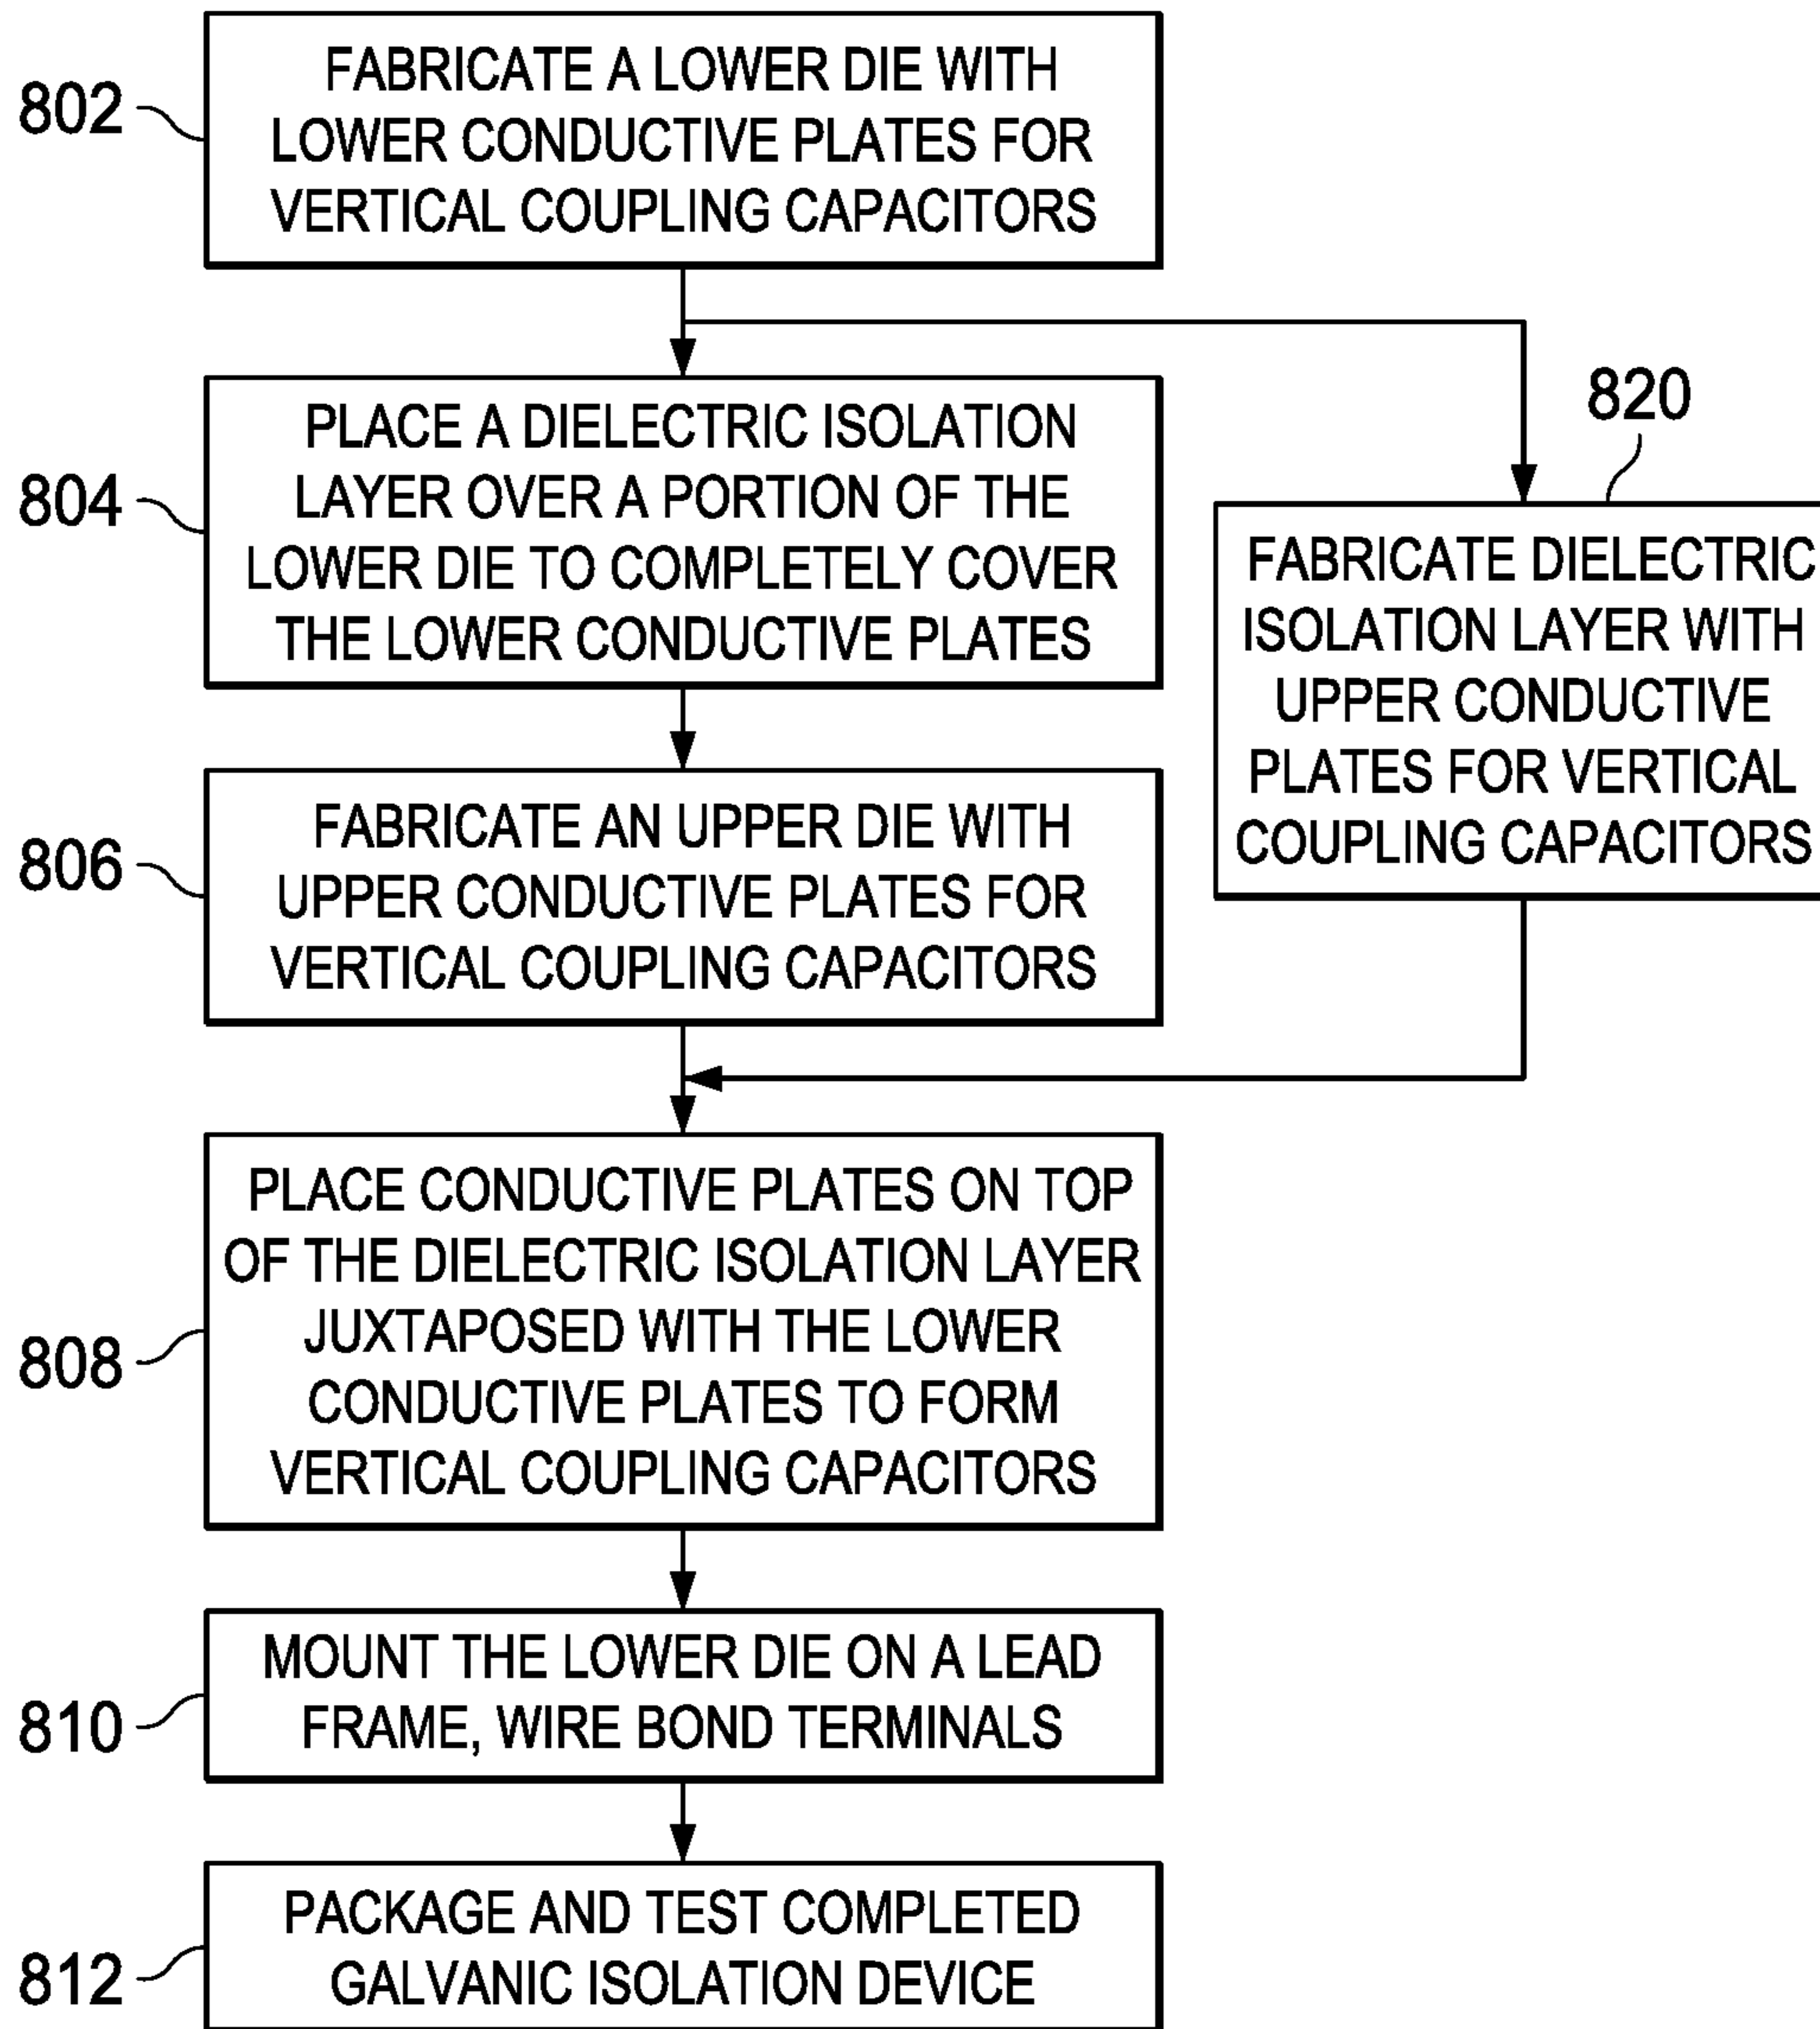 802
FABRICATE A LOWER DIE WITH
LOWER CONDUCTIVE PLATES FOR
VERTICAL COUPLING CAPACITORS
804
PLACE A DIELECTRIC ISOLATION
LAYER OVER A PORTION OF THE
LOWER DIE TO COMPLETELY COVER
THE LOWER CONDUCTIVE PLATES
820
FABRICATE DIELECTRIC
ISOLATION LAYER WITH
UPPER CONDUCTIVE
PLATES FOR VERTICAL
COUPLING CAPACITORS
806
FABRICATE AN UPPER DIE WITH
UPPER CONDUCTIVE PLATES FOR
VERTICAL COUPLING CAPACITORS
808
PLACE CONDUCTIVE PLATES ON TOP
OF THE DIELECTRIC ISOLATION LAYER
JUXTAPOSED WITH THE LOWER
CONDUCTIVE PLATES TO FORM
VERTICAL COUPLING CAPACITORS
810
MOUNT THE LOWER DIE ON A LEAD
FRAME, WIRE BOND TERMINALS
812
PACKAGE AND TEST COMPLETED
GALVANIC ISOLATION DEVICE